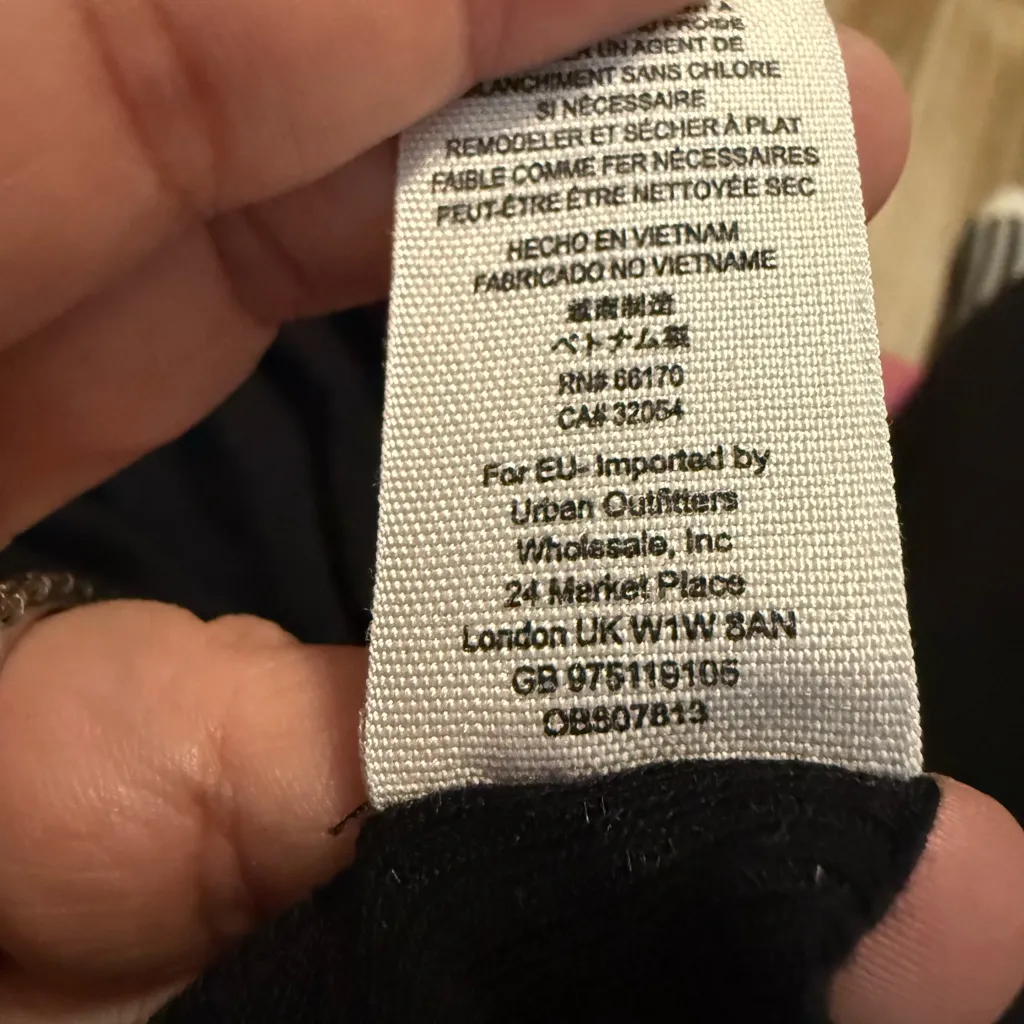 UN AGENT DE
BLANCHIMENT SANS CHLORE
SI NÉCESSAIRE
REMODELER ET SÉCHER À PLAT
FAIBLE COMME FER NÉCESSAIRES
PEUT-ÊTRE ÊTRE NETTOYÉE SEC
HECHO EN VIETNAM
FABRICADO NO VIETNAME
越南制造
ベトナム製
RN# 66170
CA# 32054
For EU- Imported by
Urban Outfitters
Wholesale, Inc
24 Market Place
London UK W1W 8AN
GB 975119106
OB607813